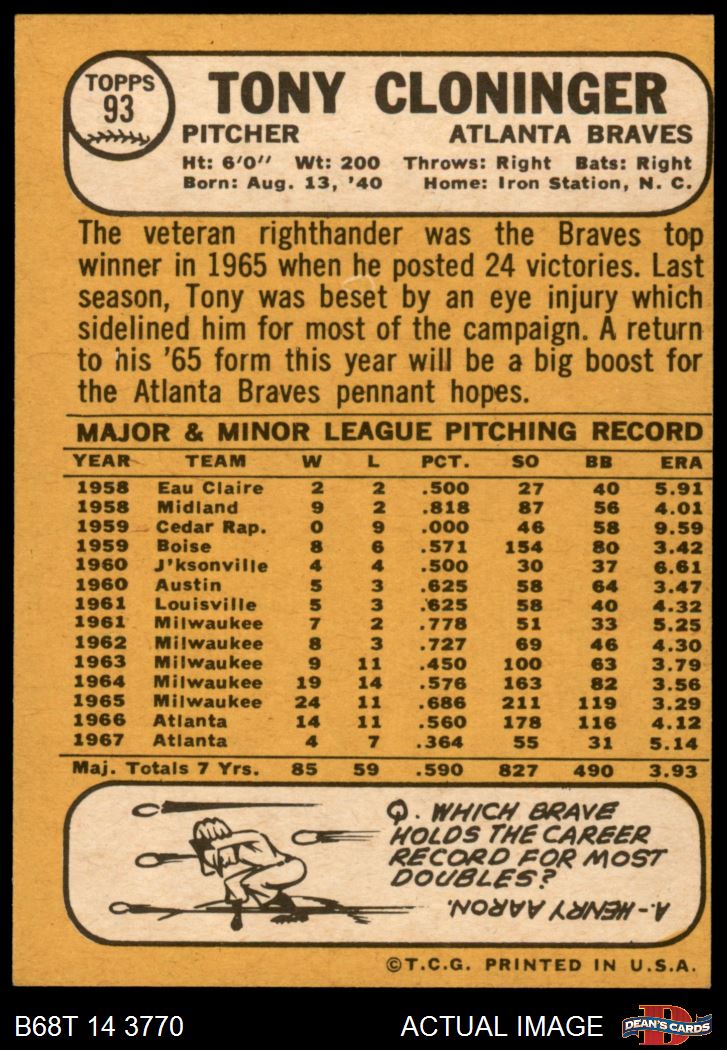 TOPPS
93
TONY CLONINGER
PITCHER ATLANTA BRAVES
Ht: 6'0" Wt: 200 Throws: Right Bats: Right
Born: Aug. 13, '40 Home: Iron Station, N. C.
The veteran righthander was the Braves top
winner in 1965 when he posted 24 victories. Last
season, Tony was beset by an eye injury which
sidelined him for most of the campaign. A return
to his '65 form this year will be a big boost for
the Atlanta Braves pennant hopes.
MAJOR & MINOR LEAGUE PITCHING RECORD
YEAR TEAM W L PCT. SO BB ERA
1958 Eau Claire 2 2 .500 27 40 5.91
1958 Midland 9 2 .818 87 56 4.01
1959 Cedar Rap. 0 9 .000 46 58 9.59
1959 Boise 8 6 .571 154 80 3.42
1960 J'ksonville 4 4 .500 30 37 6.61
1960 Austin 5 3 .625 58 64 3.47
1961 Louisville 5 3 .625 58 40 4.32
1961 Milwaukee 7 2 .778 51 33 5.25
1962 Milwaukee 8 3 .727 69 46 4.30
1963 Milwaukee 9 11 .450 100 63 3.79
1964 Milwaukee 19 14 .576 163 82 3.56
1965 Milwaukee 24 11 .686 211 119 3.29
1966 Atlanta 14 11 .560 178 116 4.12
1967 Atlanta 4 7 .364 55 31 5.14
Maj. Totals 7 Yrs. 85 59 .590 827 490 3.93
Q. WHICH BRAVE
HOLDS THE CAREER
RECORD FOR MOST
DOUBLES?
A-HENRY AARON.
©T.C.G. PRINTED IN U.S.A.
B68T 14 3770 ACTUAL IMAGE
D
DEAN'S CARDS